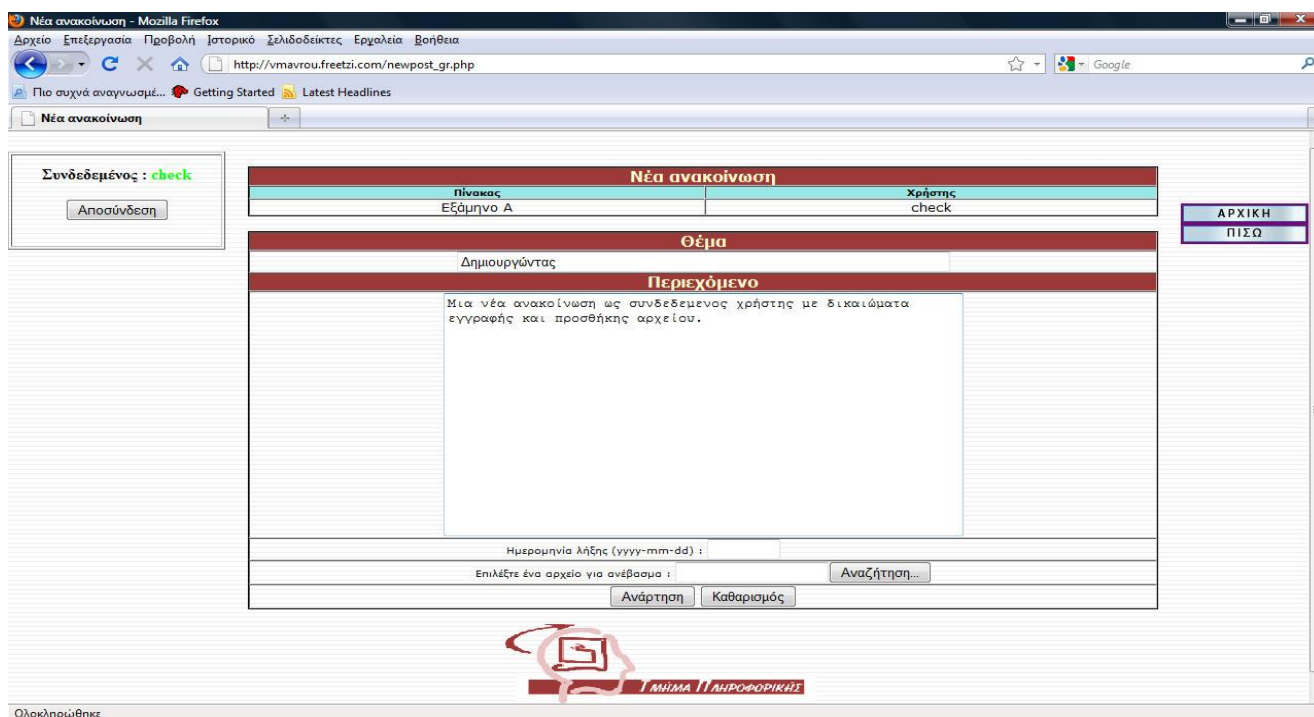 Νέα ανακοίνωση - Mozilla Firefox
Αρχείο Επεξεργασία Προβολή Ιστορικό Σελιδοδείκτες Εργαλεία Βοήθεια
http://vmavrou.freetzi.com/newpost_gr.php
Google
Πιο συχνά αναγνωσμέ... Getting Started Latest Headlines
Νέα ανακοίνωση
Συνδεδεμένος : check
Αποσύνδεση
Νέα ανακοίνωση
Πίνακας Χρήστης
Εξάμηνο Α check
ΑΡΧΙΚΗ
ΠΙΣΩ
Θέμα
Δημιουργώντας
Περιεχόμενο
Μια νέα ανακοίνωση ως συνδεδεμενος χρήστης με δικαιώματα
εγγραφής και προσθήκης αρχείου.
Ημερομηνία λήξης (yyyy-mm-dd) :
Επιλέξτε ένα αρχείο για ανέβασμα :
Αναζήτηση...
Ανάρτηση Καθαρισμός
ΤΜΗΜΑ ΠΛΗΡΟΦΟΡΙΚΗΣ
Ολοκληρώθηκε